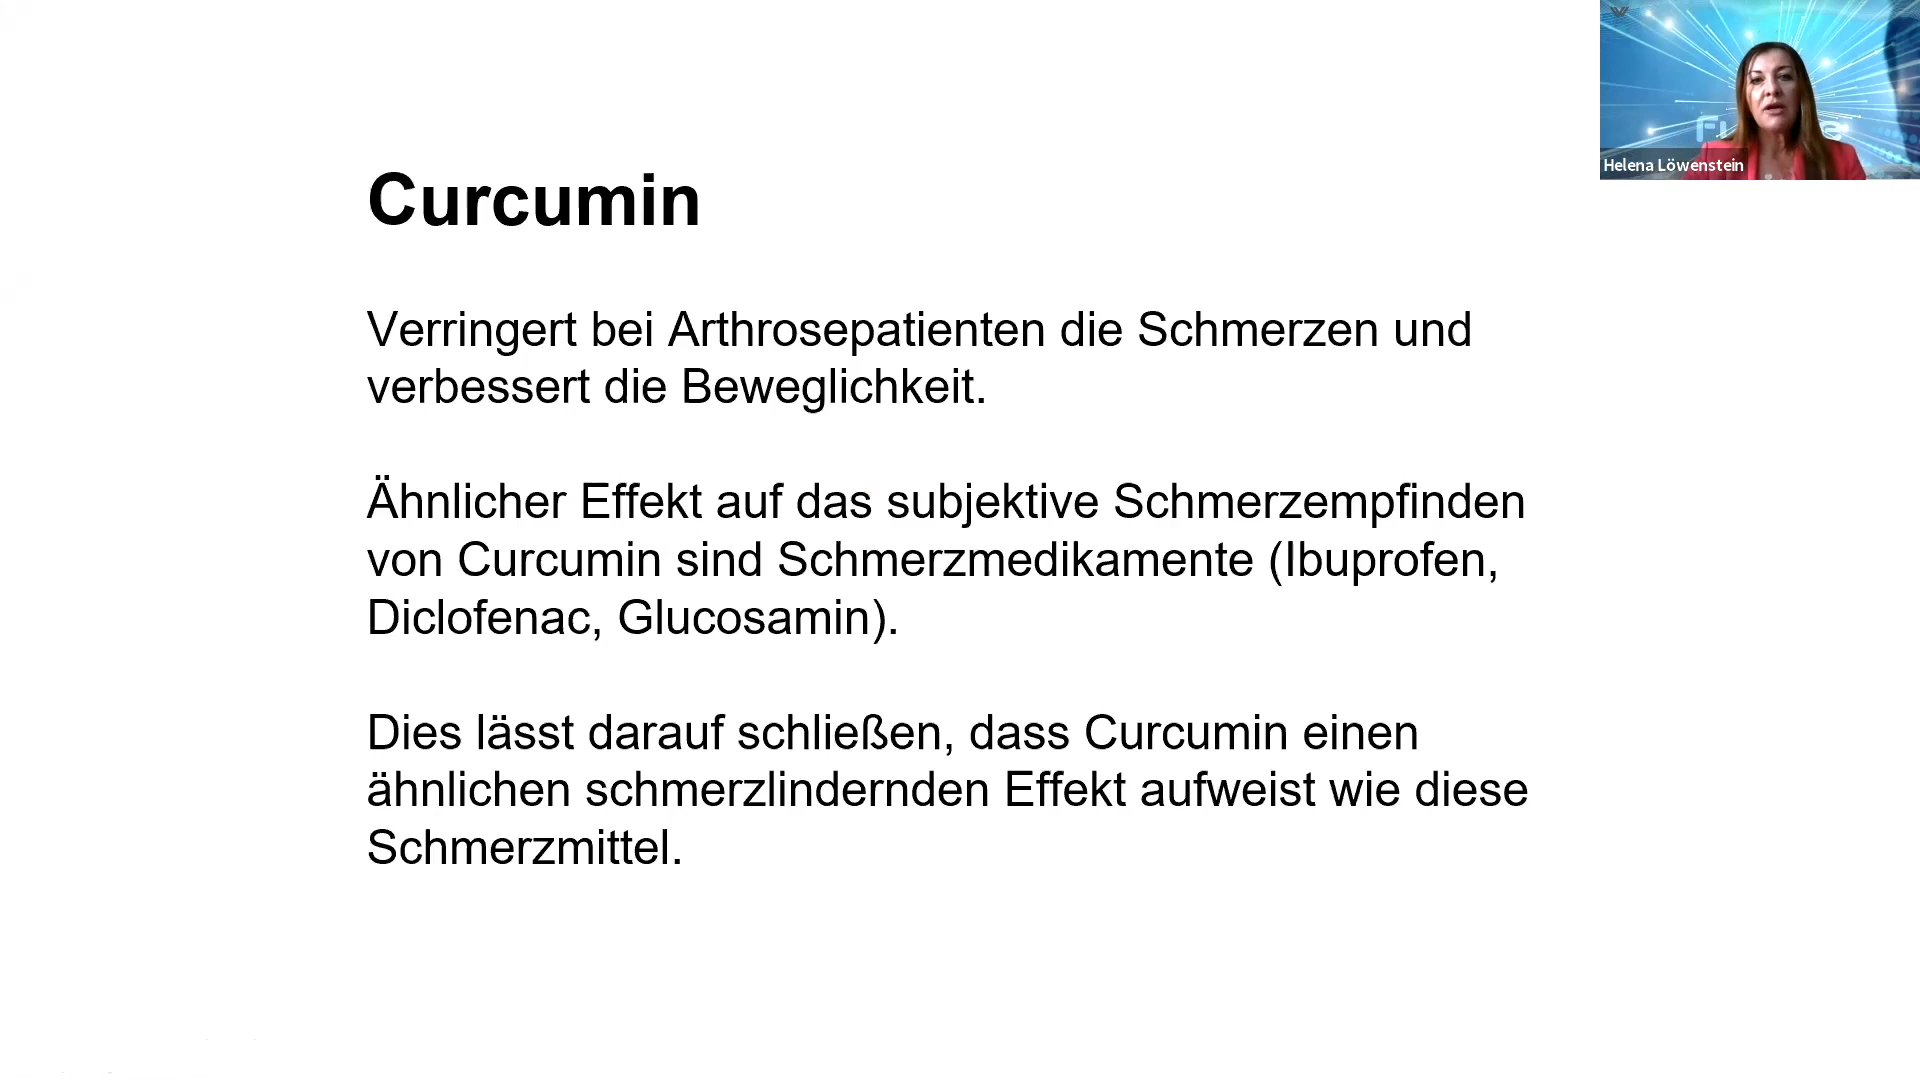 Curcumin
Verringert bei Arthrosepatienten die Schmerzen und
verbessert die Beweglichkeit.
Ähnlicher Effekt auf das subjektive Schmerzempfinden
von Curcumin sind Schmerzmedikamente (Ibuprofen,
Diclofenac, Glucosamin).
Dies lässt darauf schließen, dass Curcumin einen
ähnlichen schmerzlindernden Effekt aufweist wie diese
Schmerzmittel.
Helena Löwenstein